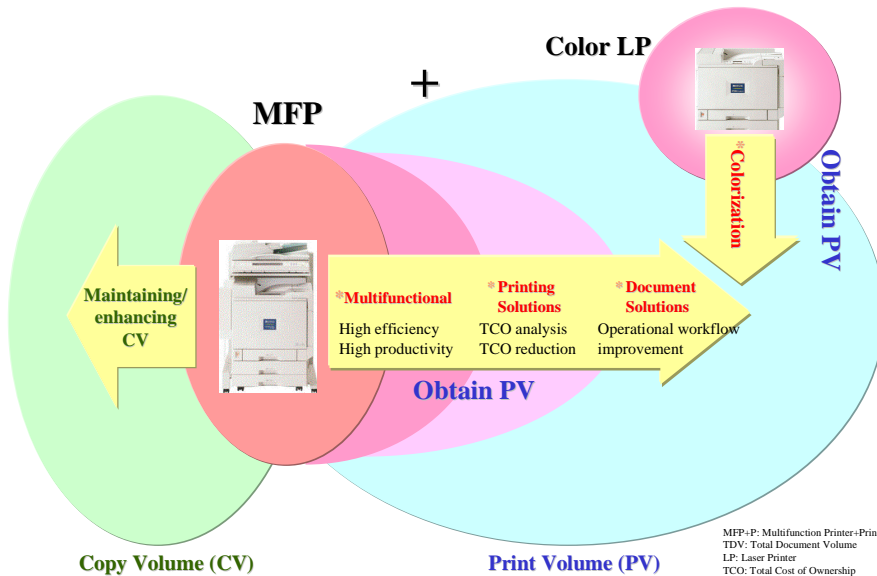 Color LP
+
MFP
*Colorization
Obtain PV
Maintaining/
enhancing
CV
*Multifunctional
High efficiency
High productivity
*Printing
Solutions
TCO analysis
TCO reduction
*Document
Solutions
Operational workflow
improvement
Obtain PV
Copy Volume (CV)
Print Volume (PV)
MFP+P: Multifunction Printer+Prin
TDV: Total Document Volume
LP: Laser Printer
TCO: Total Cost of Ownership